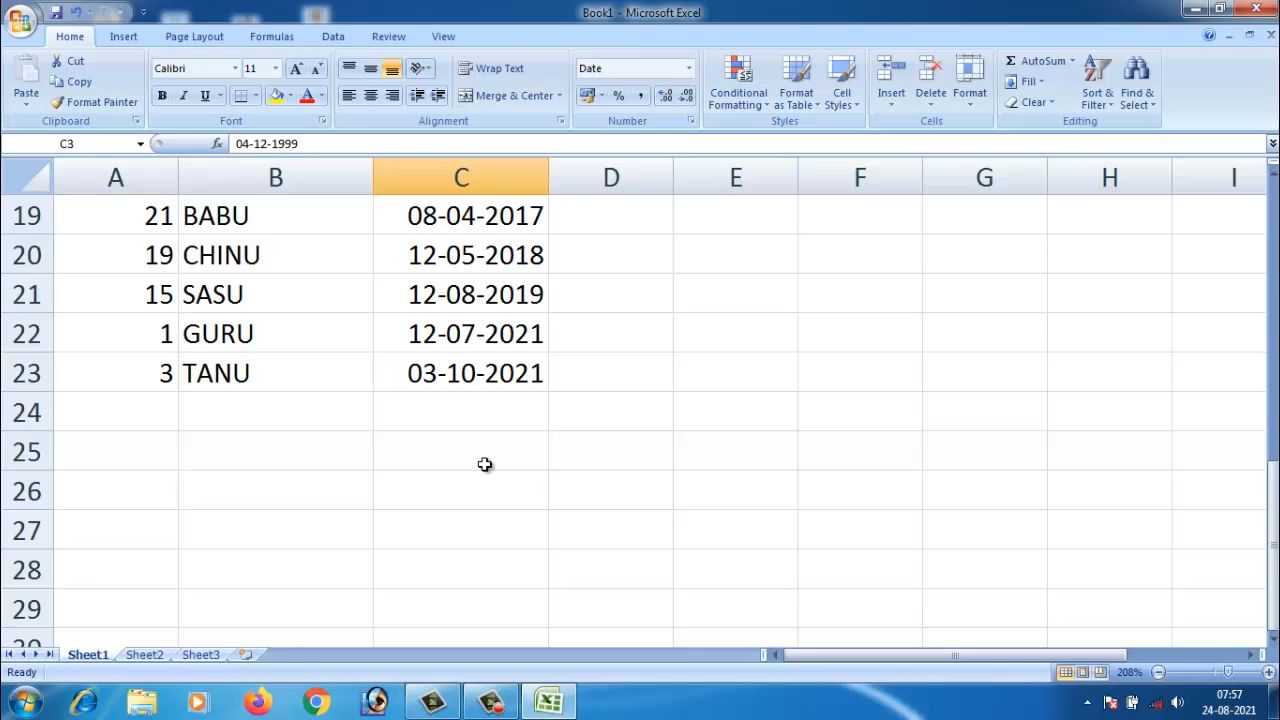 Book1 - Microsoft Excel
Home Insert Page Layout Formulas Data Review View
Paste Cut Copy Format Painter Clipboard
Calibri 11 B I U Font
Wrap Text Merge & Center Alignment
Date % , Number
Conditional Formatting Format as Table Cell Styles Styles
Insert Delete Format Cells
Σ AutoSum Fill Clear Sort & Filter Find & Select Editing
C3 fx 04-12-1999
A B C D E F G H I
19 21 BABU 08-04-2017
20 19 CHINU 12-05-2018
21 15 SASU 12-08-2019
22 1 GURU 12-07-2021
23 3 TANU 03-10-2021
24
25
26
27
28
29
30
Sheet1 Sheet2 Sheet3
Ready 208%
07:57
24-08-2021